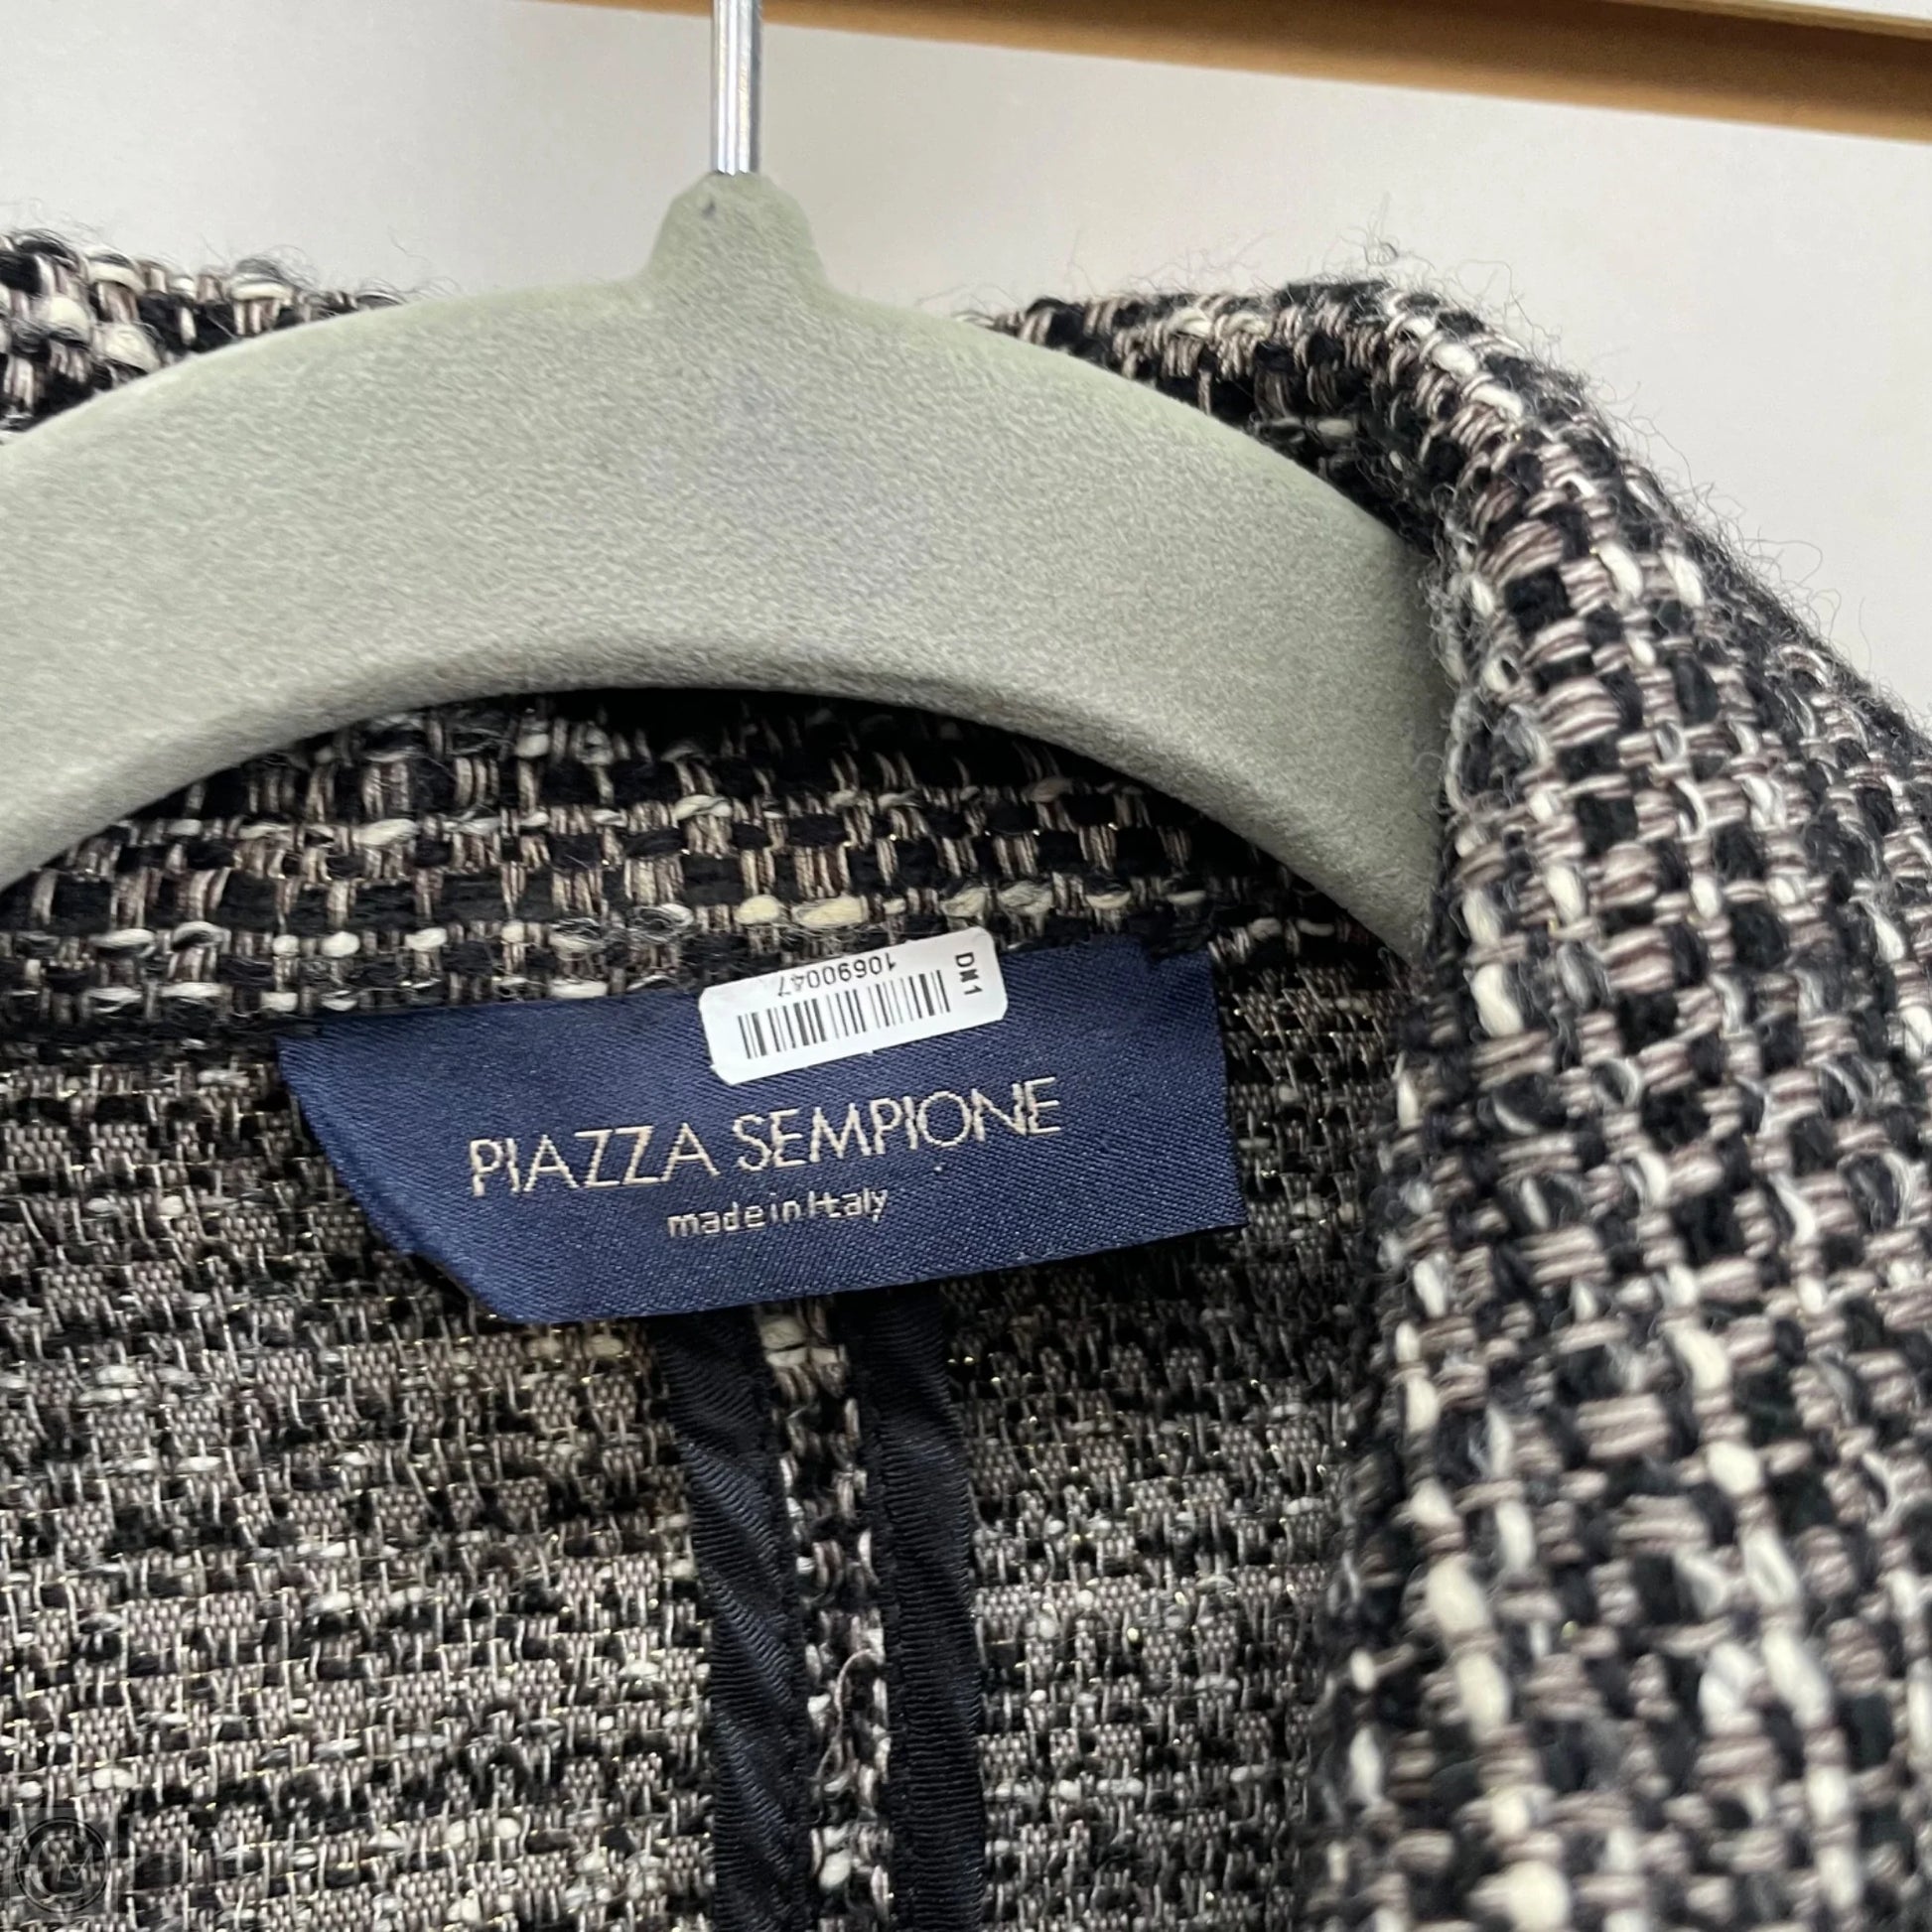 DM1
10690047
PIAZZA SEMPIONE
made in Italy